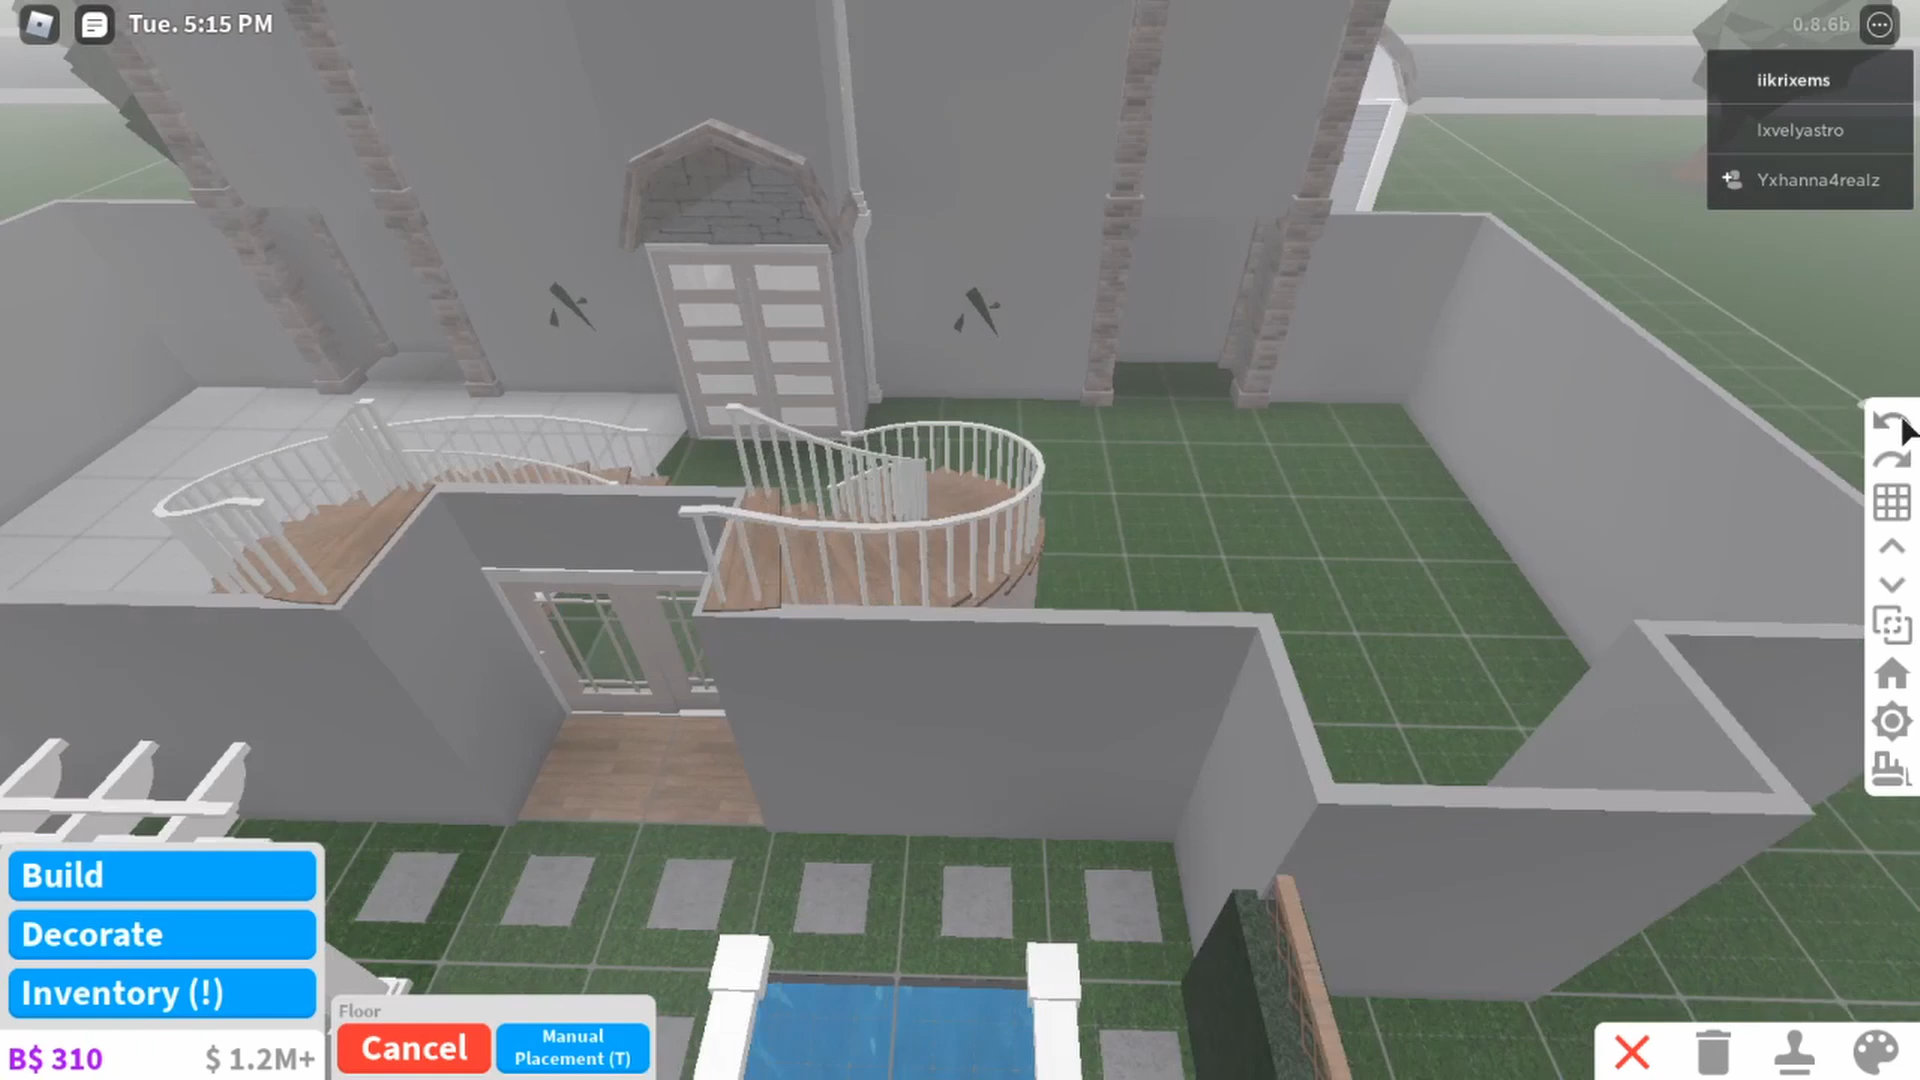 Tue. 5:15 PM
0.8.6b
iikrixems
lxvelyastro
Yxhanna4realz
Build
Decorate
Inventory (!)
B$ 310
$ 1.2M+
Floor
Cancel
Manual
Placement (T)